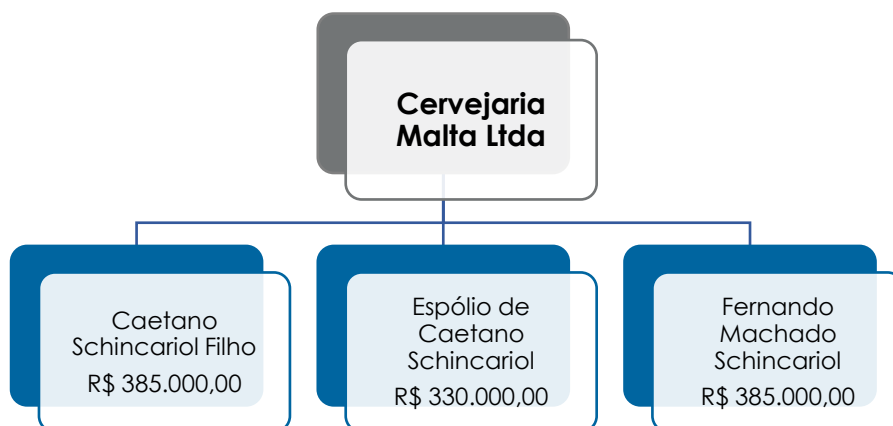 Cervejaria
Malta Ltda
Caetano
Schincariol Filho
R$ 385.000,00
Espólio de
Caetano
Schincariol
R$ 330.000,00
Fernando
Machado
Schincariol
R$ 385.000,00